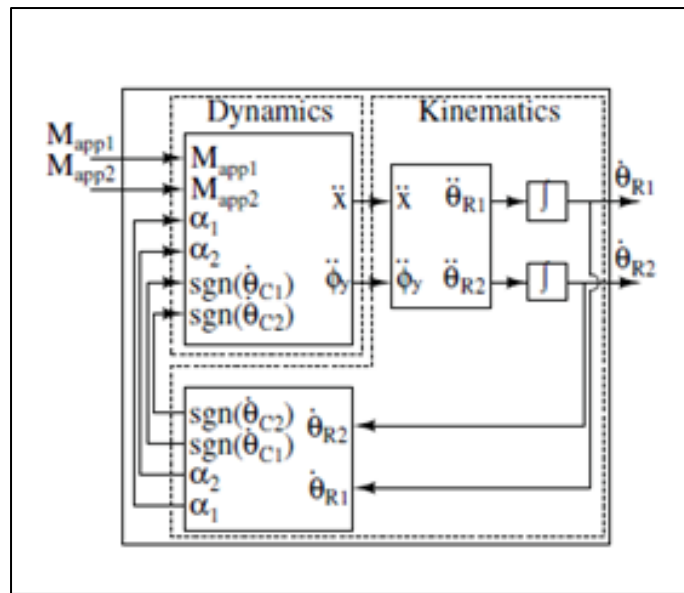 Dynamics
Kinematics
M_app1
M_app2
M_app1
M_app2
α_1
α_2
sgn(θ̇_C1)
sgn(θ̇_C2)
ẍ
φ̈_y
ẍ
φ̈_y
θ̈_R1
θ̈_R2
∫
∫
θ̇_R1
θ̇_R2
sgn(θ̇_C2)
sgn(θ̇_C1)
α_2
α_1
θ̇_R2
θ̇_R1